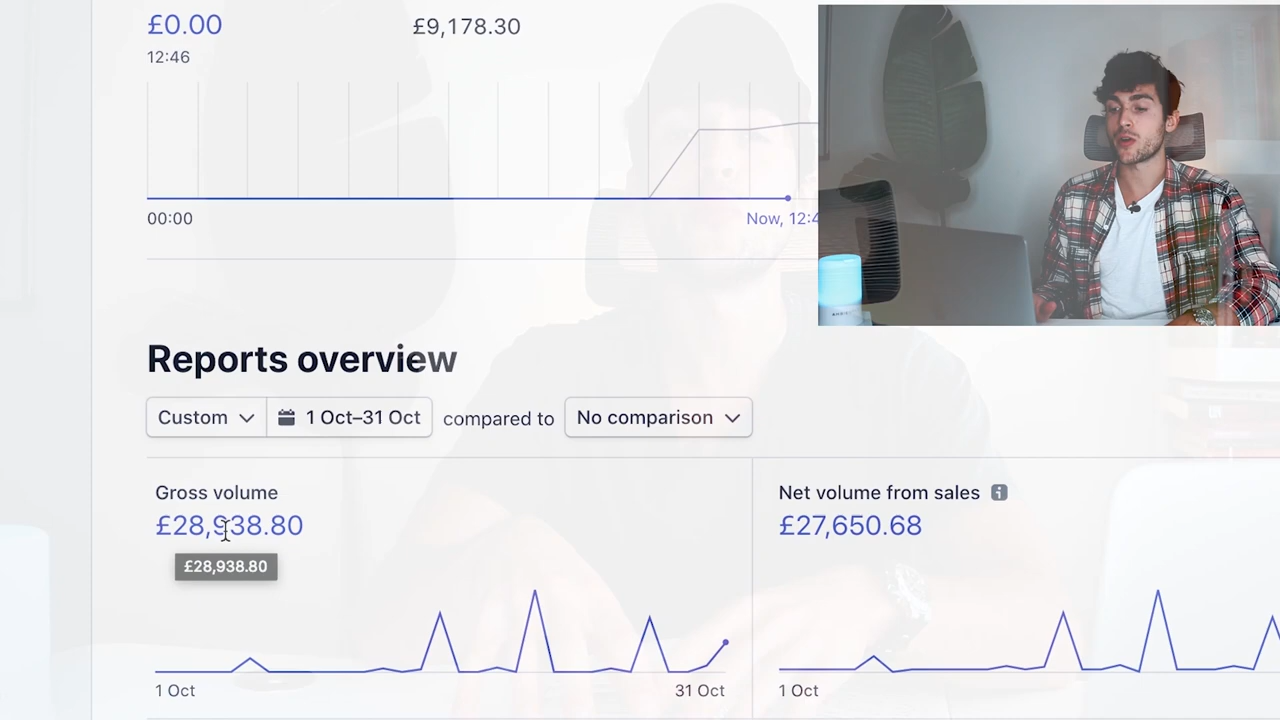 £0.00
£9,178.30
12:46
00:00
Now, 12:4
Reports overview
Custom
1 Oct–31 Oct
compared to
No comparison
Gross volume
£28,938.80
£28,938.80
1 Oct
31 Oct
Net volume from sales
£27,650.68
1 Oct